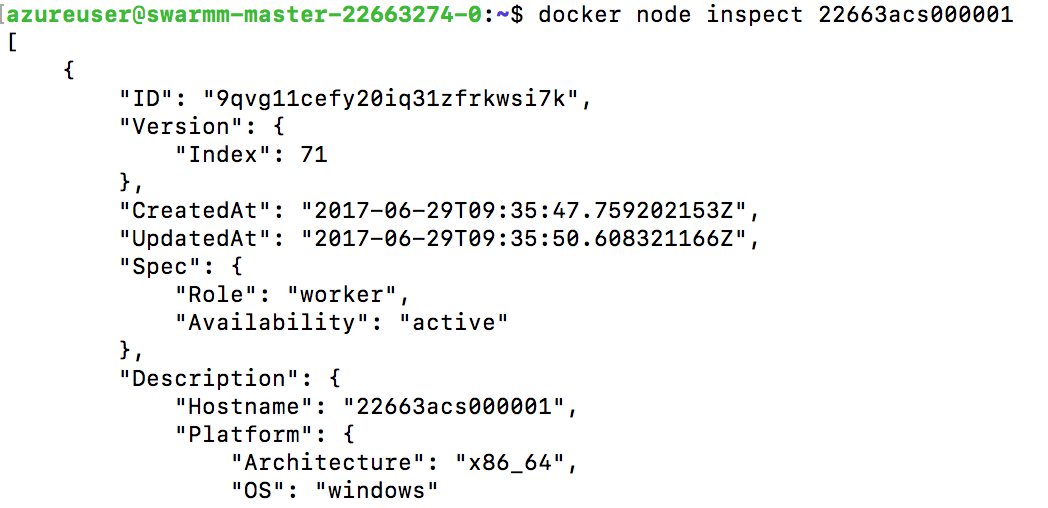 [azureuser@swarmm-master-22663274-0:~$ docker node inspect 22663acs000001
[
    {
        "ID": "9qvg11cefy20iq31zfrkwsi7k",
        "Version": {
            "Index": 71
        },
        "CreatedAt": "2017-06-29T09:35:47.759202153Z",
        "UpdatedAt": "2017-06-29T09:35:50.608321166Z",
        "Spec": {
            "Role": "worker",
            "Availability": "active"
        },
        "Description": {
            "Hostname": "22663acs000001",
            "Platform": {
                "Architecture": "x86_64",
                "OS": "windows"